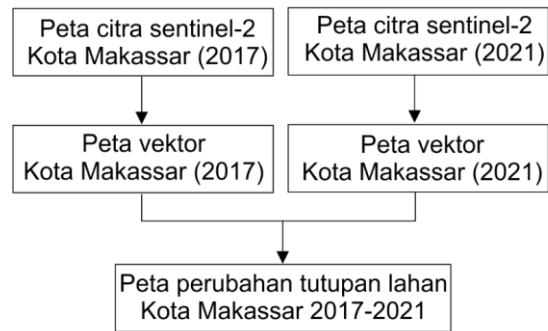 Peta citra sentinel-2
Kota Makassar (2017)
Peta citra sentinel-2
Kota Makassar (2021)
Peta vektor
Kota Makassar (2017)
Peta vektor
Kota Makassar (2021)
Peta perubahan tutupan lahan
Kota Makassar 2017-2021